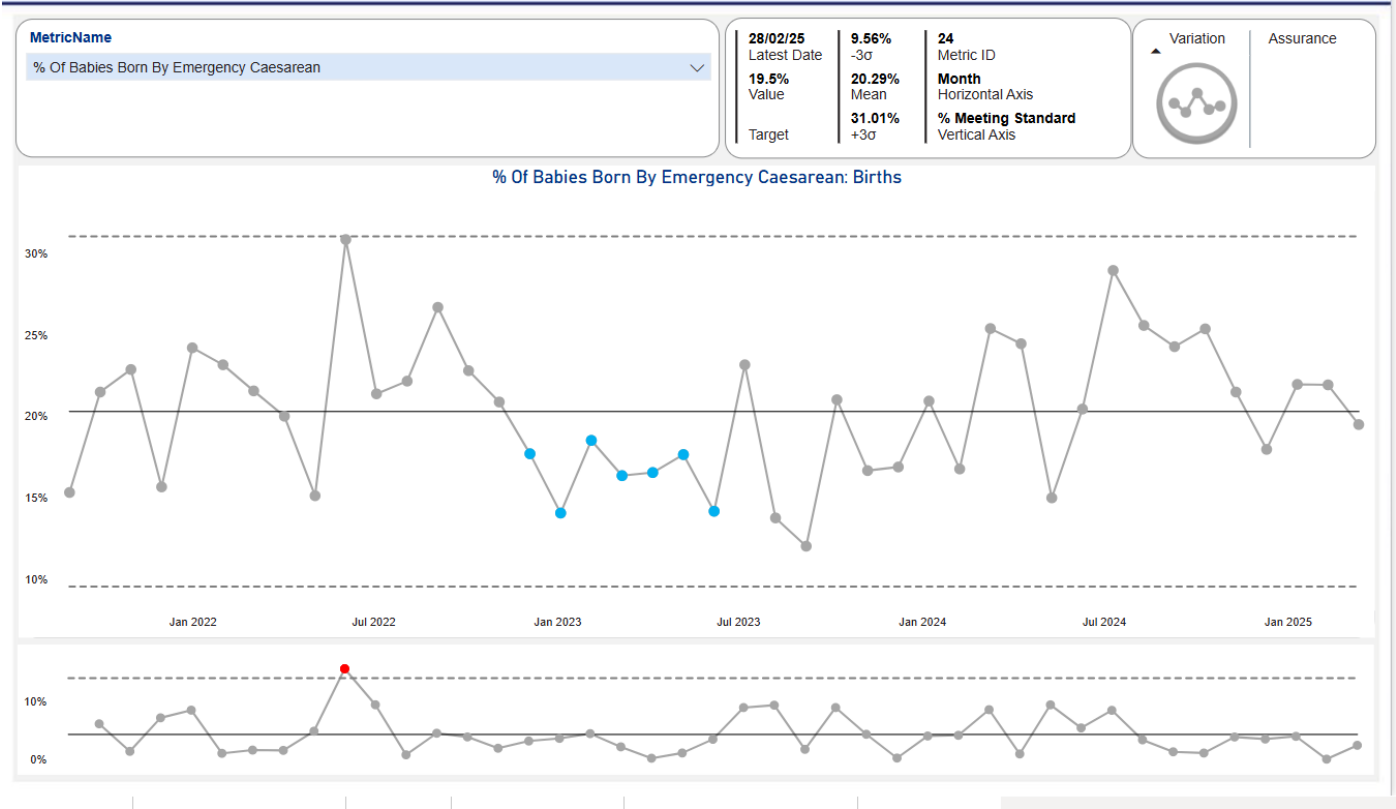 MetricName
% Of Babies Born By Emergency Caesarean
28/02/25
Latest Date
19.5%
Value
Target
9.56%
-3σ
20.29%
Mean
31.01%
+3σ
24
Metric ID
Month
Horizontal Axis
% Meeting Standard
Vertical Axis
Variation
Assurance
% Of Babies Born By Emergency Caesarean: Births
30%
25%
20%
15%
10%
Jan 2022 Jul 2022 Jan 2023 Jul 2023 Jan 2024 Jul 2024 Jan 2025
10%
0%